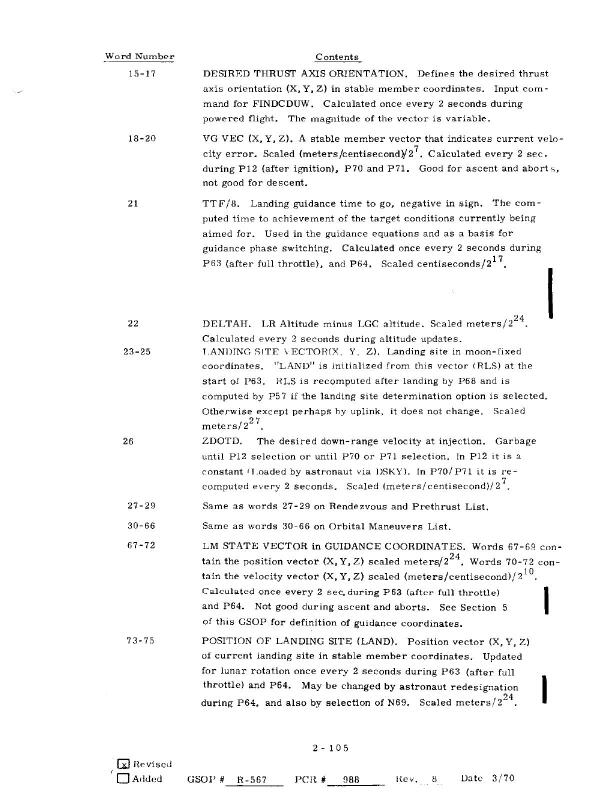 Word Number Contents
15-17 DESIRED THRUST AXIS ORIENTATION. Defines the desired thrust
axis orientation (X, Y, Z) in stable member coordinates. Input com-
mand for FINDCDUW. Calculated once every 2 seconds during
powered flight. The magnitude of the vector is variable.
18-20 VG VEC (X, Y, Z). A stable member vector that indicates current velo-
city error. Scaled (meters/centisecond)/2^7. Calculated every 2 sec.
during P12 (after ignition), P70 and P71. Good for ascent and aborts,
not good for descent.
21 TTF/8. Landing guidance time to go, negative in sign. The com-
puted time to achievement of the target conditions currently being
aimed for. Used in the guidance equations and as a basis for
guidance phase switching. Calculated once every 2 seconds during
P63 (after full throttle), and P64. Scaled centiseconds/2^17.
22 DELTAH. LR Altitude minus LGC altitude. Scaled meters/2^24.
Calculated every 2 seconds during altitude updates.
23-25 LANDING SITE VECTOR(X, Y, Z). Landing site in moon-fixed
coordinates. "LAND" is initialized from this vector (RLS) at the
start of P63. RLS is recomputed after landing by P68 and is
computed by P57 if the landing site determination option is selected.
Otherwise except perhaps by uplink, it does not change. Scaled
meters/2^27.
26 ZDOTD. The desired down-range velocity at injection. Garbage
until P12 selection or until P70 or P71 selection. In P12 it is a
constant (Loaded by astronaut via DSKY). In P70/P71 it is re-
computed every 2 seconds. Scaled (meters/centisecond)/2^7.
27-29 Same as words 27-29 on Rendezvous and Prethrust List.
30-66 Same as words 30-66 on Orbital Maneuvers List.
67-72 LM STATE VECTOR in GUIDANCE COORDINATES. Words 67-69 con-
tain the position vector (X, Y, Z) scaled meters/2^24. Words 70-72 con-
tain the velocity vector (X, Y, Z) scaled (meters/centisecond)/2^10.
Calculated once every 2 sec. during P63 (after full throttle)
and P64. Not good during ascent and aborts. See Section 5
of this GSOP for definition of guidance coordinates.
73-75 POSITION OF LANDING SITE (LAND). Position vector (X, Y, Z)
of current landing site in stable member coordinates. Updated
for lunar rotation once every 2 seconds during P63 (after full
throttle) and P64. May be changed by astronaut redesignation
during P64, and also by selection of N69. Scaled meters/2^24.
2-105
x Revised
Added GSOP # R-567 PCR # 988 Rev. 8 Date 3/70